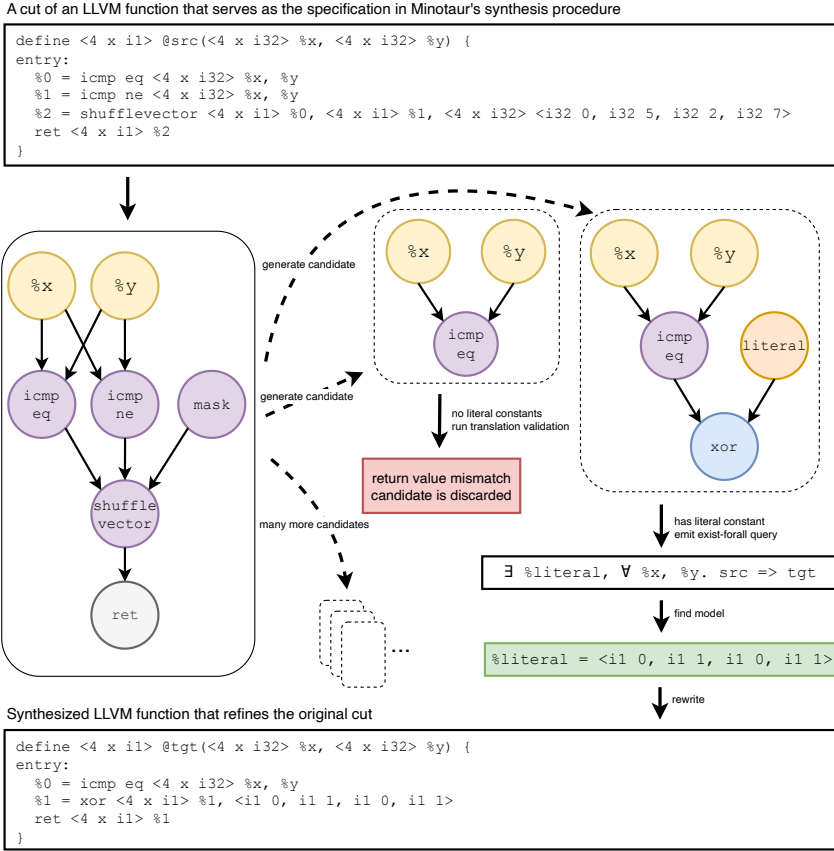 A cut of an LLVM function that serves as the specification in Minotaur's synthesis procedure
define <4 x i1> @src(<4 x i32> %x, <4 x i32> %y) {
entry:
  %0 = icmp eq <4 x i32> %x, %y
  %1 = icmp ne <4 x i32> %x, %y
  %2 = shufflevector <4 x i1> %0, <4 x i1> %1, <4 x i32> <i32 0, i32 5, i32 2, i32 7>
  ret <4 x i1> %2
}
%x
%y
icmp
eq
icmp
ne
mask
shuffle
vector
ret
generate candidate
generate candidate
many more candidates
...
%x
%y
icmp
eq
no literal constants
run translation validation
return value mismatch
candidate is discarded
%x
%y
icmp
eq
literal
xor
has literal constant
emit exist-forall query
∃ %literal, ∀ %x, %y. src => tgt
find model
%literal = <i1 0, i1 1, i1 0, i1 1>
rewrite
Synthesized LLVM function that refines the original cut
define <4 x i1> @tgt(<4 x i32> %x, <4 x i32> %y) {
entry:
  %0 = icmp eq <4 x i32> %x, %y
  %1 = xor <4 x i1> %1, <i1 0, i1 1, i1 0, i1 1>
  ret <4 x i1> %1
}